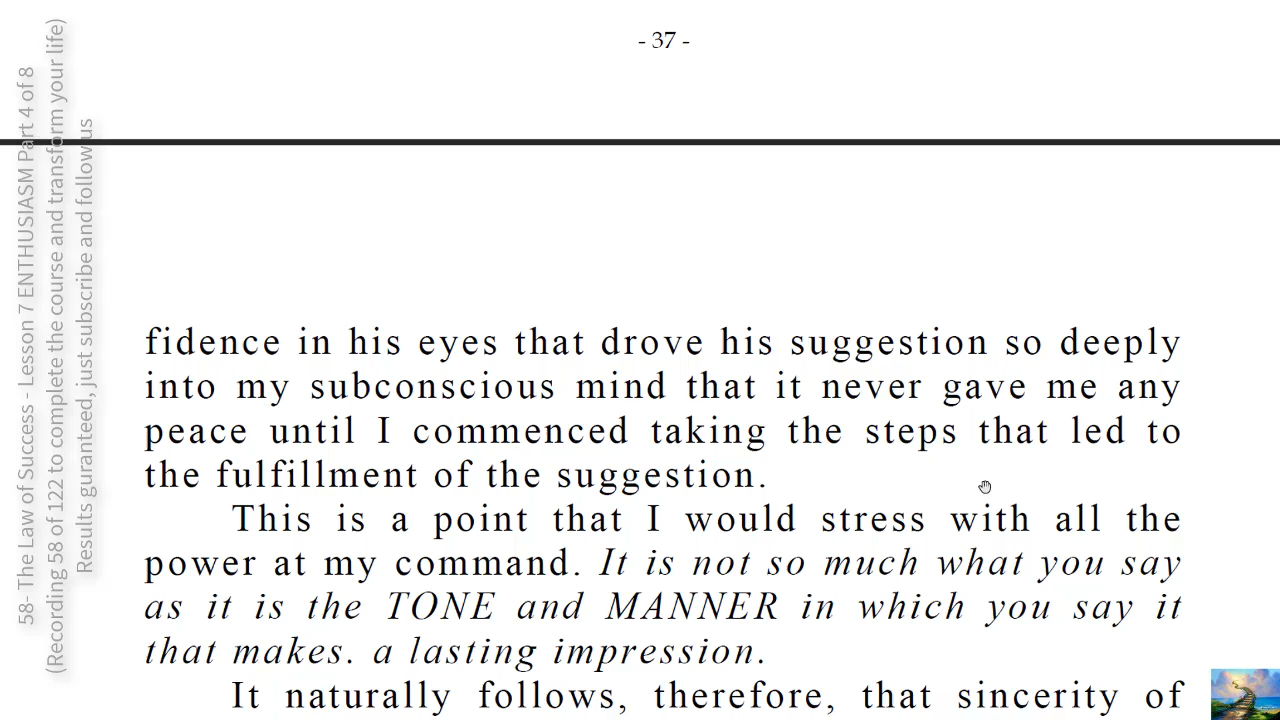 58- The Law of Success - Lesson 7 ENTHUSIASM Part 4 of 8
(Recording 58 of 122 to complete the course and transform your life)
Results guranteed, just subscribe and follow us
- 37 -
fidence in his eyes that drove his suggestion so deeply
into my subconscious mind that it never gave me any
peace until I commenced taking the steps that led to
the fulfillment of the suggestion.
This is a point that I would stress with all the
power at my command. It is not so much what you say
as it is the TONE and MANNER in which you say it
that makes. a lasting impression.
It naturally follows, therefore, that sincerity of